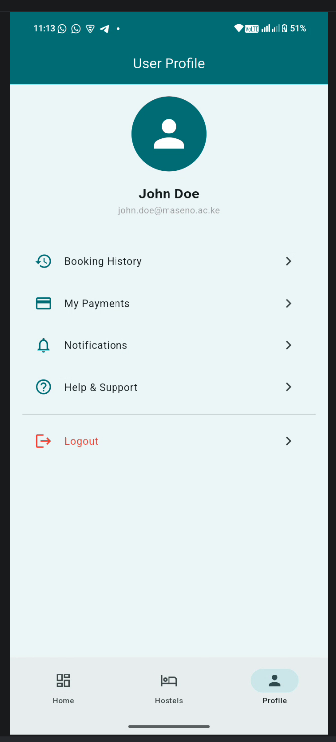 11:13 51%
User Profile
John Doe
john.doe@maseno.ac.ke
Booking History
My Payments
Notifications
Help & Support
Logout
Home Hostels Profile